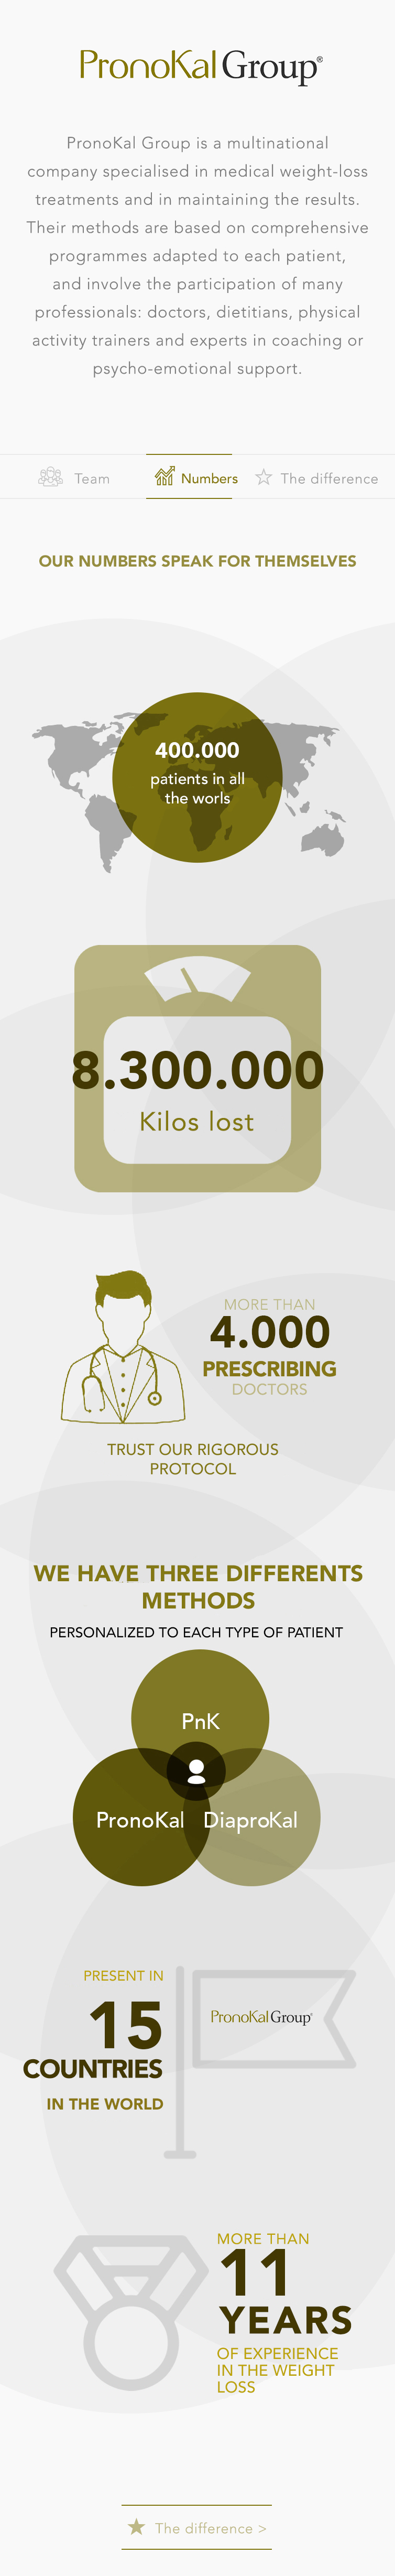 PronoKal Group®
PronoKal Group is a multinational
company specialised in medical weight-loss
treatments and in maintaining the results.
Their methods are based on comprehensive
programmes adapted to each patient,
and involve the participation of many
professionals: doctors, dietitians, physical
activity trainers and experts in coaching or
psycho-emotional support.
Team
Numbers
The difference
OUR NUMBERS SPEAK FOR THEMSELVES
400.000
patients in all
the worls
8.300.000
Kilos lost
MORE THAN
4.000
PRESCRIBING
DOCTORS
TRUST OUR RIGOROUS
PROTOCOL
WE HAVE THREE DIFFERENTS
METHODS
PERSONALIZED TO EACH TYPE OF PATIENT
PnK
PronoKal
DiaproKal
PRESENT IN
15
COUNTRIES
IN THE WORLD
PronoKal Group®
MORE THAN
11
YEARS
OF EXPERIENCE
IN THE WEIGHT
LOSS
The difference >